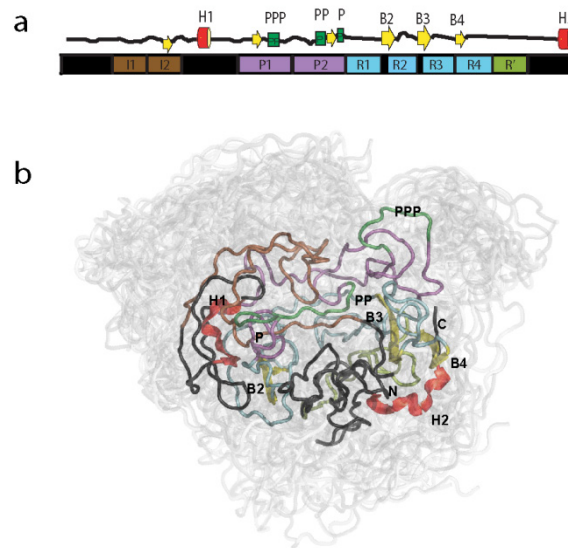 a
H1 PPP PP P B2 B3 B4 H
I1 I2 P1 P2 R1 R2 R3 R4 R'
b
PPP
H1 PP
B3 C
P
B2 B4
N
H2